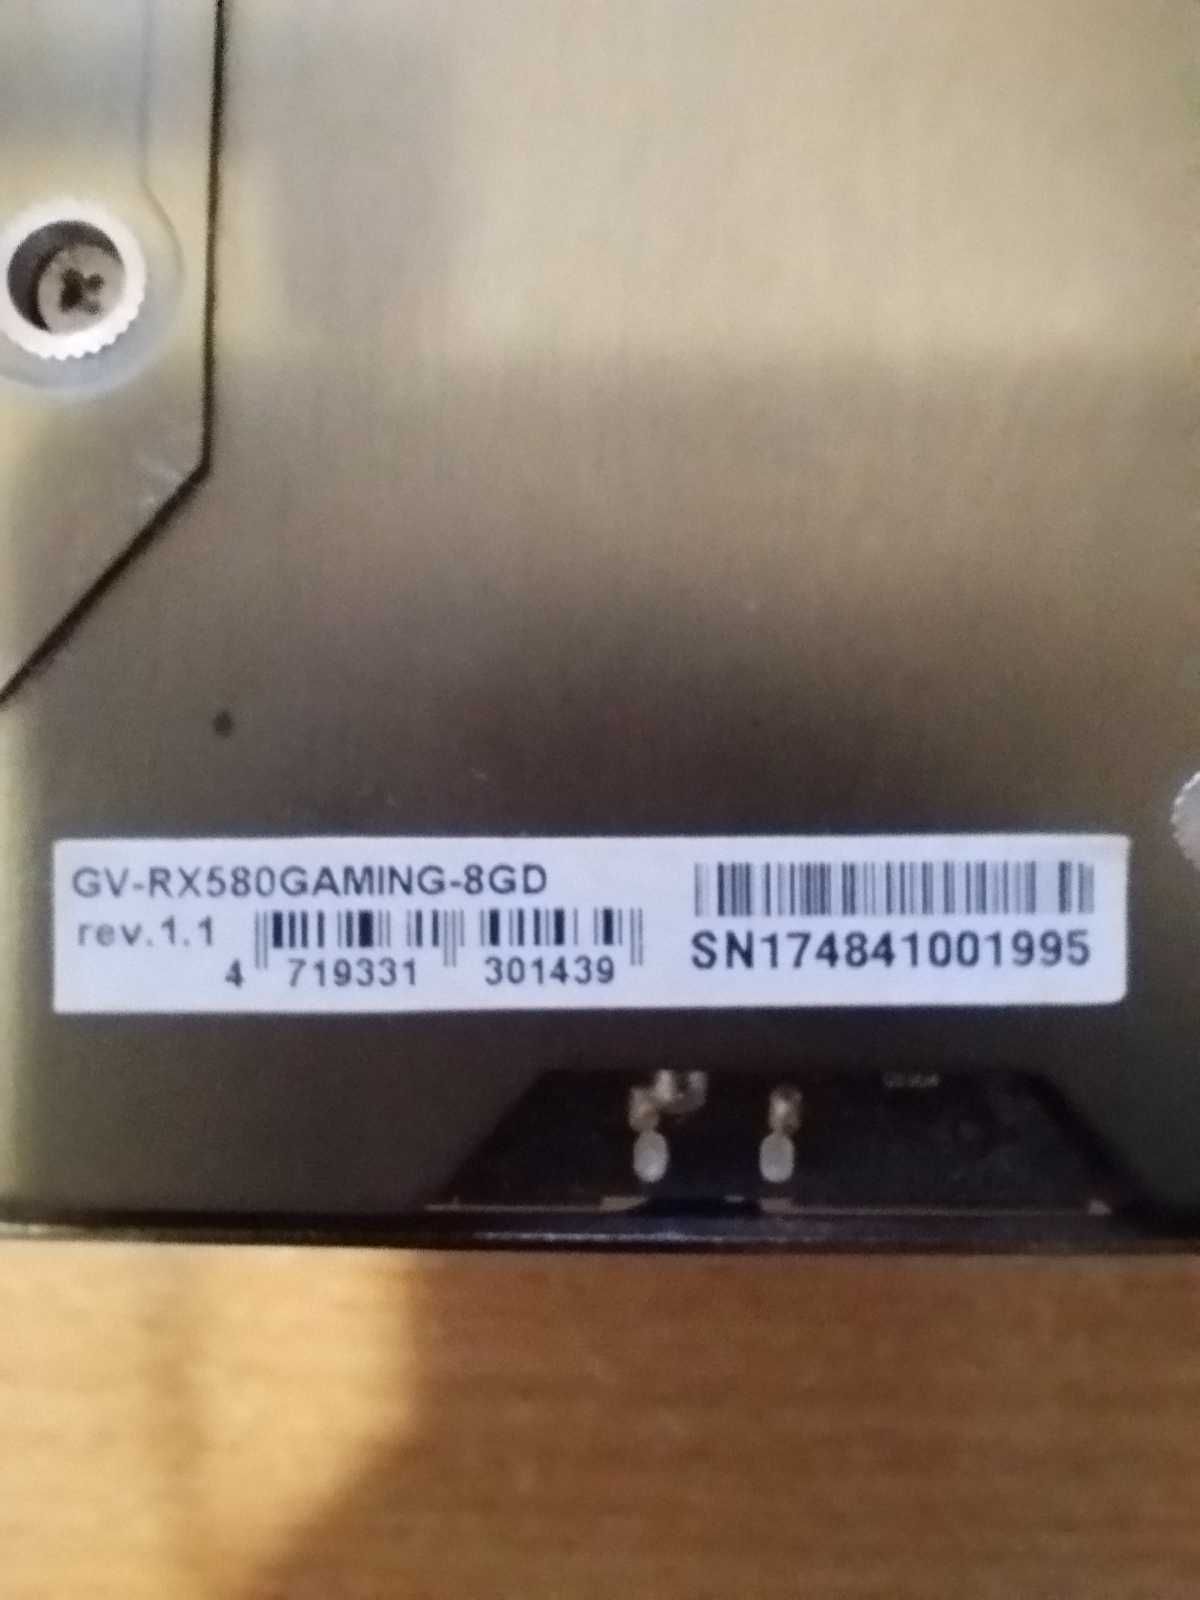 GV-RX580GAMING-8GD
rev.1.1
4 719331 301439
SN174841001995